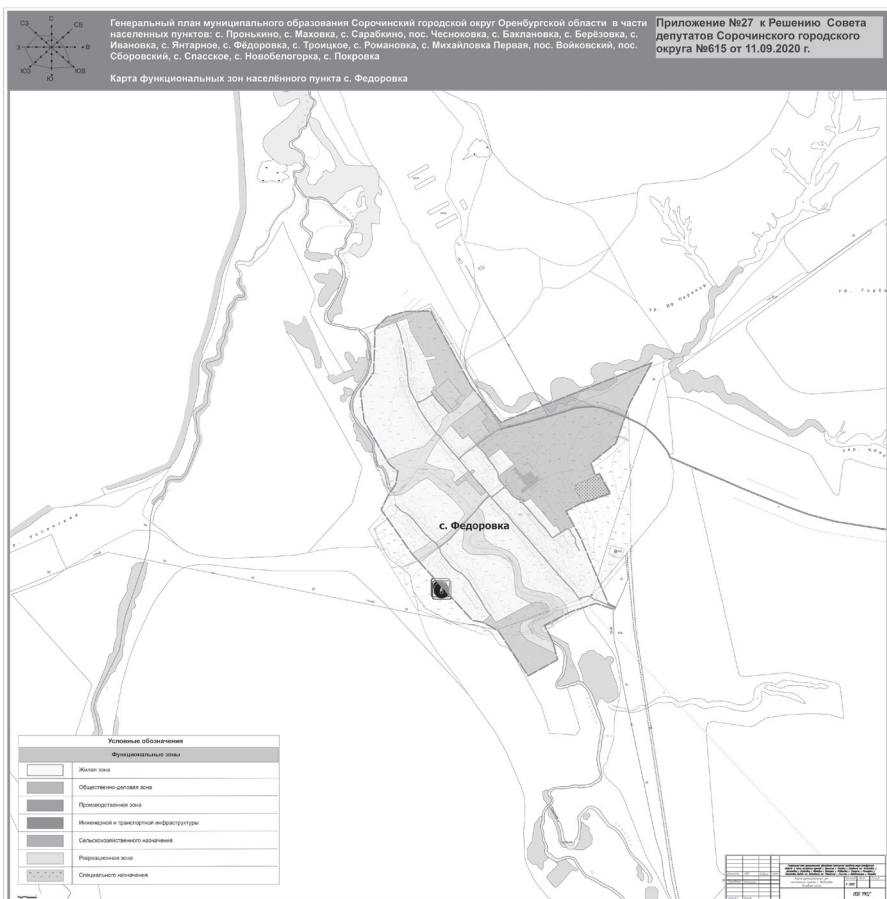 С
СЗ
СВ
З
В
ЮЗ
ЮВ
Ю
Генеральный план муниципального образования Сорочинский городской округ Оренбургской области в части
населенных пунктов: с. Пронькино, с. Маховка, с. Сарабкино, пос. Чесноковка, с. Баклановка, с. Берёзовка, с.
Ивановка, с. Янтарное, с. Фёдоровка, с. Троицкое, с. Романовка, с. Михайловка Первая, пос. Войковский, пос.
Сборовский, с. Спасское, с. Новобелогорка, с. Покровка
Карта функциональных зон населённого пункта с. Федоровка
Приложение №27 к Решению Совета
депутатов Сорочинского городского
округа №615 от 11.09.2020 г.
с. Федоровка
Условные обозначения
Функциональные зоны
Жилая зона
Общественно-деловая зона
Производственная зона
Инженерной и транспортной инфраструктуры
Сельскохозяйственного назначения
Рекреационная зона
Специального назначения